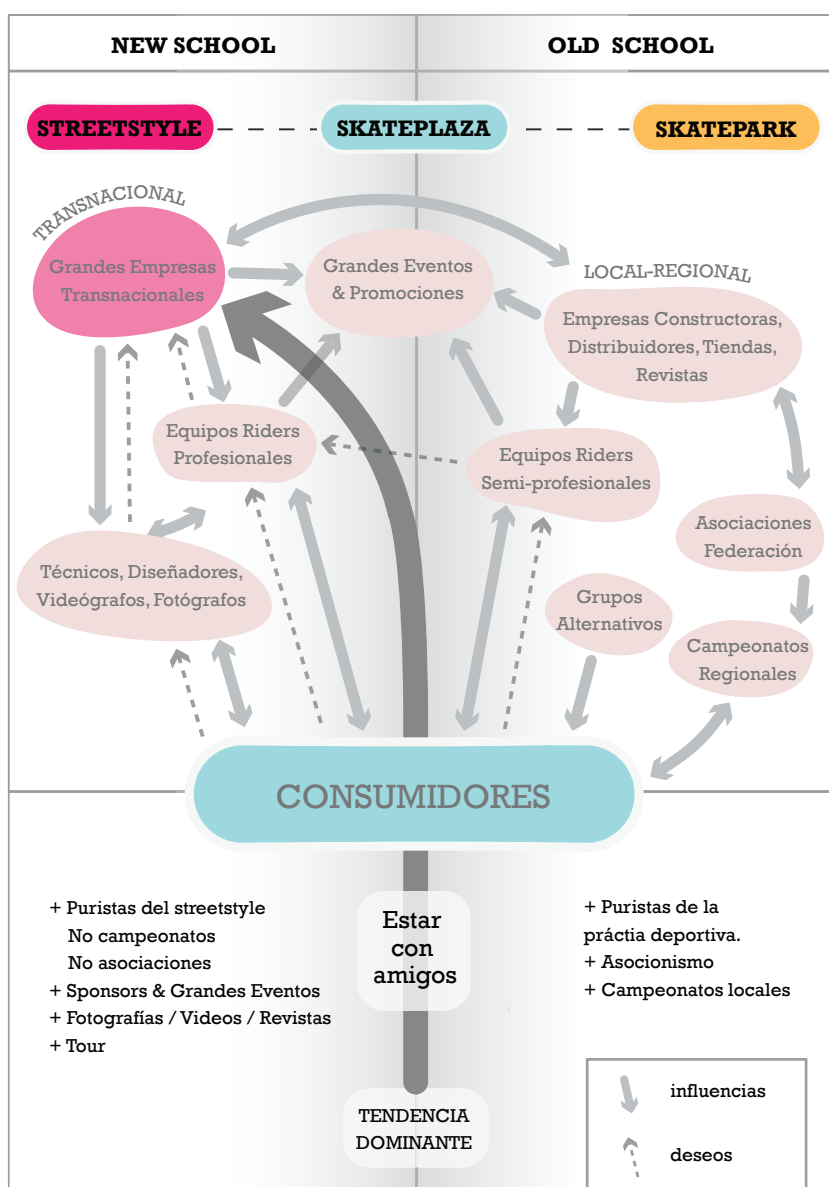 NEW SCHOOL
OLD SCHOOL
STREETSTYLE
SKATEPLAZA
SKATEPARK
TRANSNACIONAL
Grandes Empresas
Transnacionales
Grandes Eventos
& Promociones
LOCAL-REGIONAL
Empresas Constructoras,
Distribuidores, Tiendas,
Revistas
Equipos Riders
Profesionales
Equipos Riders
Semi-profesionales
Asociaciones
Federación
Técnicos, Diseñadores,
Videógrafos, Fotógrafos
Grupos
Alternativos
Campeonatos
Regionales
CONSUMIDORES
+ Puristas del streetstyle
No campeonatos
No asociaciones
+ Sponsors & Grandes Eventos
+ Fotografías / Videos / Revistas
+ Tour
Estar
con
amigos
+ Puristas de la
práctia deportiva.
+ Asocionismo
+ Campeonatos locales
TENDENCIA
DOMINANTE
influencias
deseos